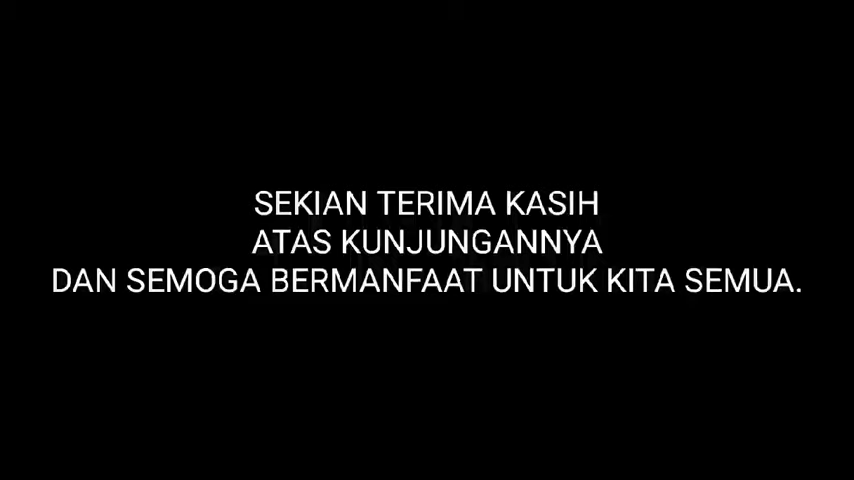 SEKIAN TERIMA KASIH
ATAS KUNJUNGANNYA
DAN SEMOGA BERMANFAAT UNTUK KITA SEMUA.